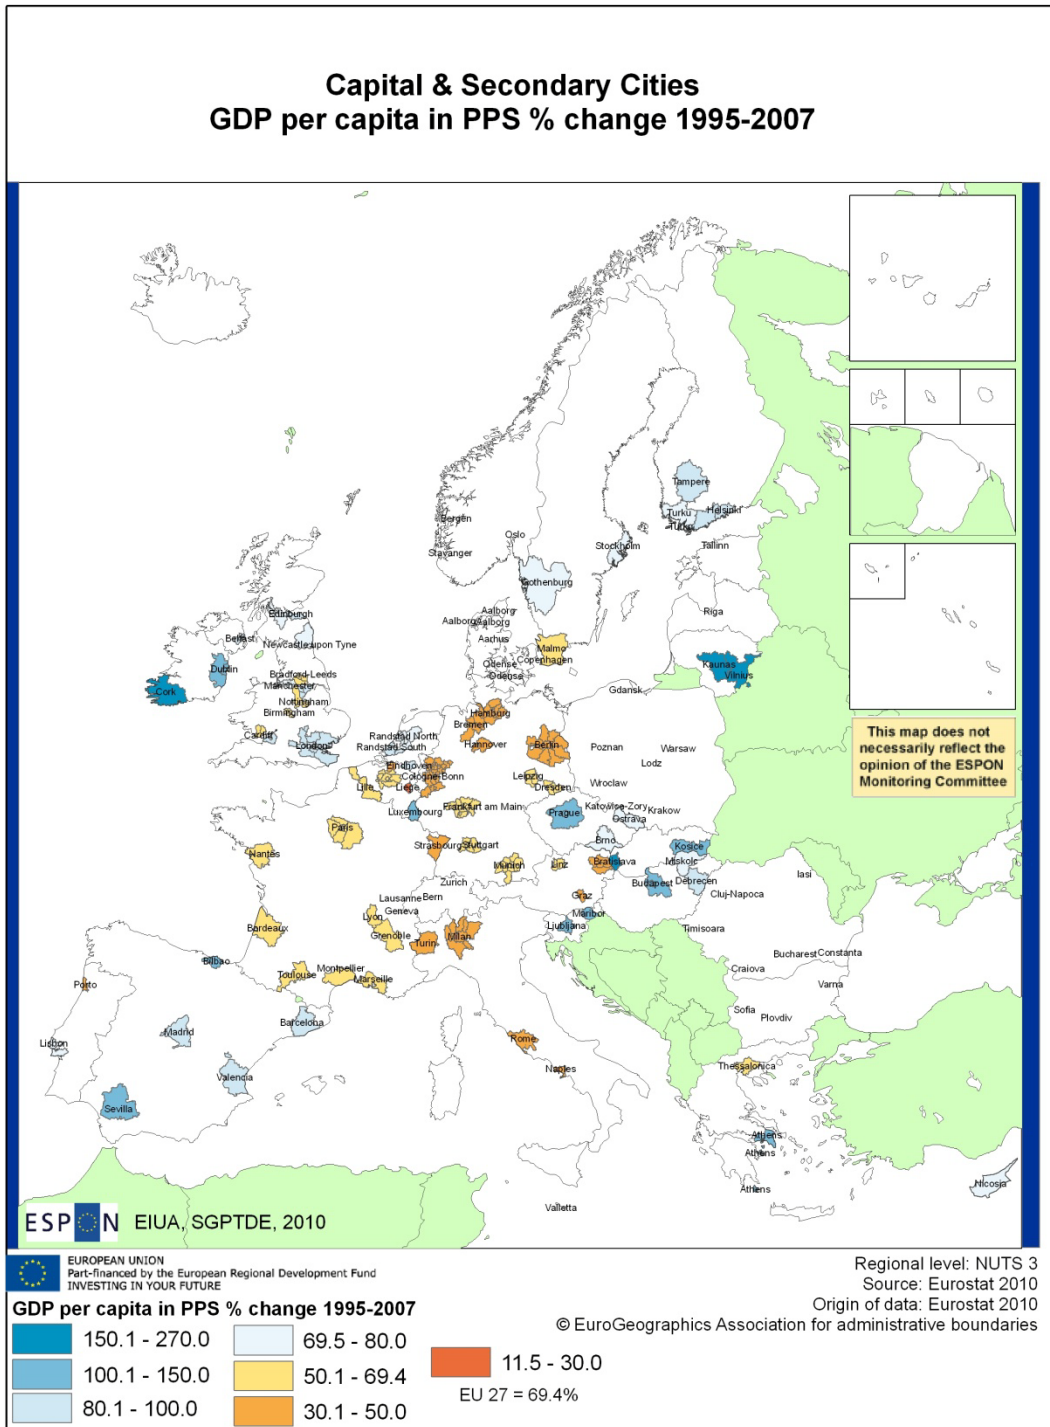 Capital & Secondary Cities
GDP per capita in PPS % change 1995-2007
Tampere
Turku
Helsinki
Turku
Bergen
Oslo
Stockholm
Tallinn
Stavanger
Gothenburg
Riga
Edinburgh
Aalborg
Aalborg
Aalborg
Belfast
Newcastle upon Tyne
Aarhus
Malmo
Copenhagen
Odense
Odense
Kaunas
Vilnius
Dublin
Bradford-Leeds
Manchester
Cork
Nottingham
Birmingham
Gdansk
Hamburg
Bremen
Cardiff
London
Randstad North
Randstad South
Hannover
Berlin
Poznan
Warsaw
Lodz
Eindhoven
Cologne-Bonn
Liege
Lille
Leipzig
Dresden
Wroclaw
Luxembourg
Frankfurt am Main
Prague
Katowise-Zory
Krakow
Ostrava
Paris
Strasbourg
Stuttgart
Brno
Kosice
Nantes
Munich
Linz
Bratislava
Miskolc
Iasi
Zurich
Budapest
Debrecen
Cluj-Napoca
Lausanne
Bern
Geneva
Graz
Maribor
Lyon
Ljubljana
Timisoara
Bordeaux
Grenoble
Turin
Milan
Bucharest
Constanta
Bilbao
Toulouse
Montpellier
Marseille
Craiova
Varna
Porto
Sofia
Plovdiv
Barcelona
Madrid
Lisbon
Rome
Naples
Thessalonica
Valencia
Sevilla
Athens
Athens
Athens
Nicosia
Valletta
This map does not
necessarily reflect the
opinion of the ESPON
Monitoring Committee
ESPON
EIUA, SGPTDE, 2010
EUROPEAN UNION
Part-financed by the European Regional Development Fund
INVESTING IN YOUR FUTURE
Regional level: NUTS 3
Source: Eurostat 2010
Origin of data: Eurostat 2010
© EuroGeographics Association for administrative boundaries
GDP per capita in PPS % change 1995-2007
150.1 - 270.0
100.1 - 150.0
80.1 - 100.0
69.5 - 80.0
50.1 - 69.4
30.1 - 50.0
11.5 - 30.0
EU 27 = 69.4%